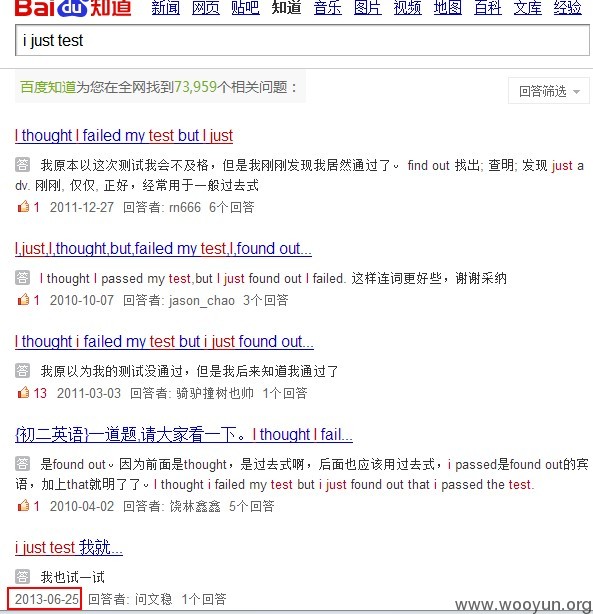 Bai du 知道 新闻 网页 贴吧 知道 音乐 图片 视频 地图 百科 文库 经验
i just test
百度知道为您在全网找到73,959个相关问题： 回答筛选
I thought I failed my test but I just
答 我原本以这次测试我会不及格，但是我刚刚发现我居然通过了。 find out 找出; 查明; 发现 just a
dv. 刚刚, 仅仅, 正好，经常用于一般过去式
1 2011-12-27 回答者: rn666 6个回答
I,just,I,thought,but,failed my test,I,found out...
答 I thought I passed my test,but I just found out I failed. 这样连词更好些，谢谢采纳
1 2010-10-07 回答者: jason_chao 3个回答
I thought i failed my test but i just found out...
答 我原以为我的测试没通过，但是我后来知道我通过了
13 2011-03-03 回答者: 骑驴撞树也帅 1个回答
{初二英语}一道题,请大家看一下。I thought I fail...
答 是found out。因为前面是thought，是过去式啊，后面也应该用过去式，i passed是found out的宾
语，加上that就明了了。I thought i failed my test but i just found out that i passed the test.
1 2010-04-02 回答者: 饶林鑫鑫 5个回答
i just test 我就...
答 我也试一试
2013-06-25 回答者: 问文稳 1个回答
www.wooyun.org